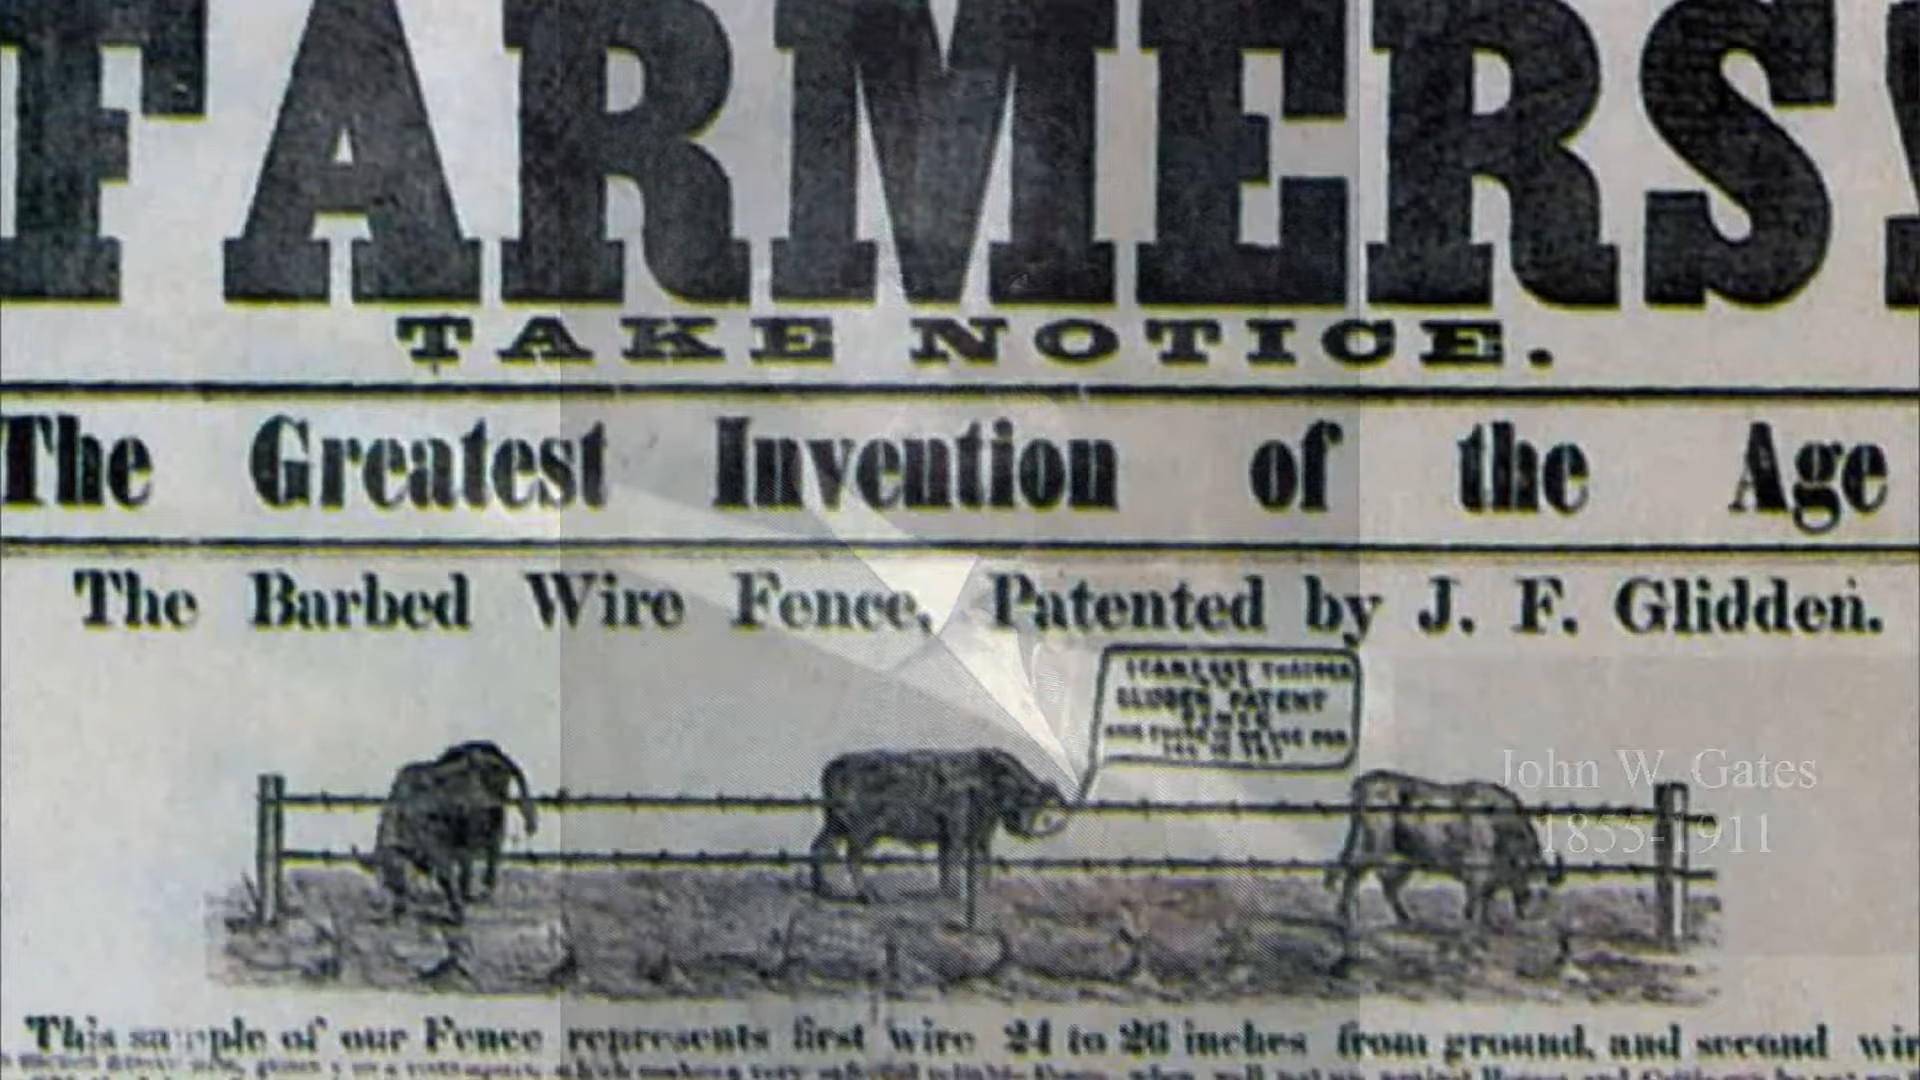 FARMERS!
TAKE NOTICE.
The Greatest Invention of the Age
The Barbed Wire Fence, Patented by J. F. Glidden.
GLIDDEN PATENT
John W. Gates
1855-1911
This sample of our Fence represents first wire 24 to 26 inches from ground, and second wir